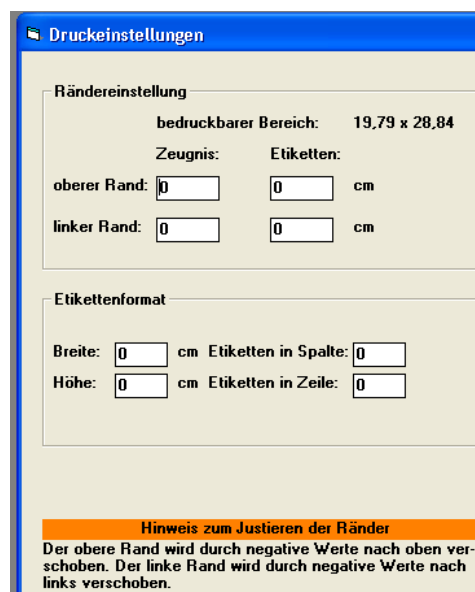 Druckeinstellungen
Rändereinstellung
bedruckbarer Bereich: 19,79 x 28,84
Zeugnis: Etiketten:
oberer Rand: 0 0 cm
linker Rand: 0 0 cm
Etikettenformat
Breite: 0 cm Etiketten in Spalte: 0
Höhe: 0 cm Etiketten in Zeile: 0
Hinweis zum Justieren der Ränder
Der obere Rand wird durch negative Werte nach oben ver-
schoben. Der linke Rand wird durch negative Werte nach
links verschoben.